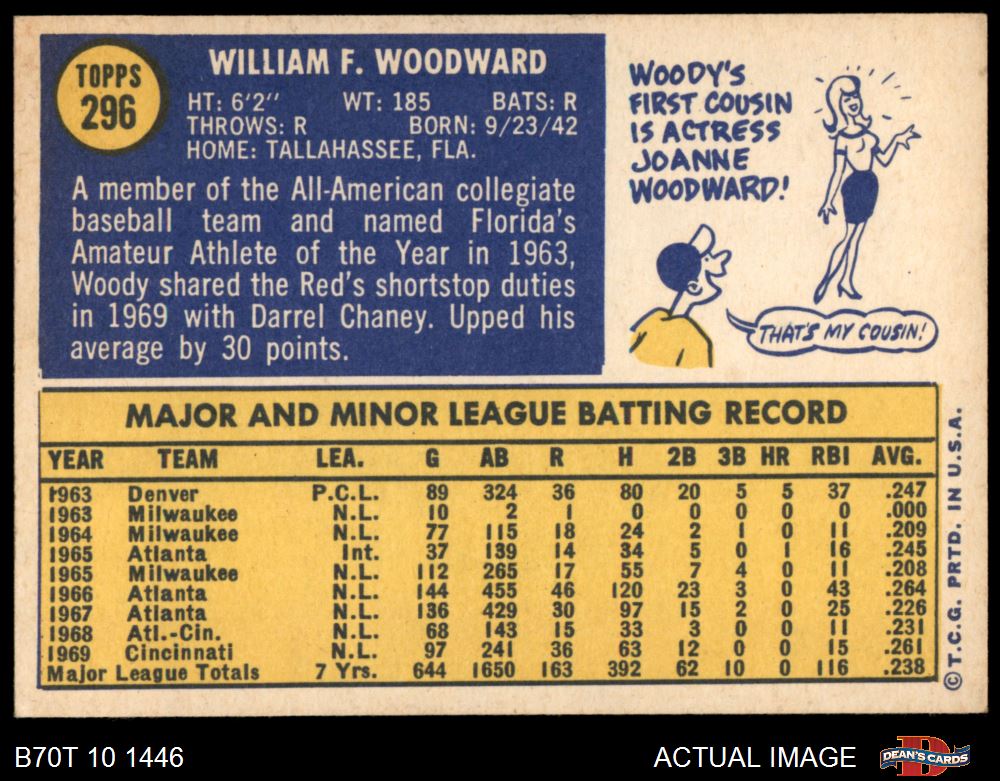 TOPPS
296
WILLIAM F. WOODWARD
HT: 6'2" WT: 185 BATS: R
THROWS: R BORN: 9/23/42
HOME: TALLAHASSEE, FLA.
A member of the All-American collegiate
baseball team and named Florida's
Amateur Athlete of the Year in 1963,
Woody shared the Red's shortstop duties
in 1969 with Darrel Chaney. Upped his
average by 30 points.
WOODY'S
FIRST COUSIN
IS ACTRESS
JOANNE
WOODWARD!
THAT'S MY COUSIN!
MAJOR AND MINOR LEAGUE BATTING RECORD
YEAR TEAM LEA. G AB R H 2B 3B HR RBI AVG.
1963 Denver P.C.L. 89 324 36 80 20 5 5 37 .247
1963 Milwaukee N.L. 10 2 1 0 0 0 0 0 .000
1964 Milwaukee N.L. 77 115 18 24 2 1 0 11 .209
1965 Atlanta Int. 37 139 14 34 5 0 1 16 .245
1965 Milwaukee N.L. 112 265 17 55 7 4 0 11 .208
1966 Atlanta N.L. 144 455 46 120 23 3 0 43 .264
1967 Atlanta N.L. 136 429 30 97 15 2 0 25 .226
1968 Atl.-Cin. N.L. 68 143 15 33 3 0 0 11 .231
1969 Cincinnati N.L. 97 241 36 63 12 0 0 15 .261
Major League Totals 7 Yrs. 644 1650 163 392 62 10 0 116 .238
© T.C.G. PRTD. IN U.S.A.
B70T 10 1446
ACTUAL IMAGE
D
DEAN'S CARDS